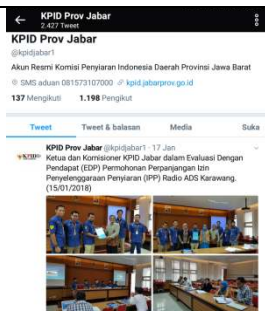 KPID Prov Jabar
2.427 Tweet
KPID Prov Jabar
@kpidjabar1
Akun Resmi Komisi Penyiaran Indonesia Daerah Provinsi Jawa Barat
SMS aduan 081573107000 kpid.jabarprov.go.id
137 Mengikuti 1.198 Pengikut
Tweet Tweet & balasan Media Suka
KPID Prov Jabar @kpidjabar1 · 17 Jan
Ketua dan Komisioner KPID Jabar dalam Evaluasi Dengan
Pendapat (EDP) Permohonan Perpanjangan Izin
Penyelenggaraan Penyiaran (IPP) Radio ADS Karawang.
(15/01/2018)